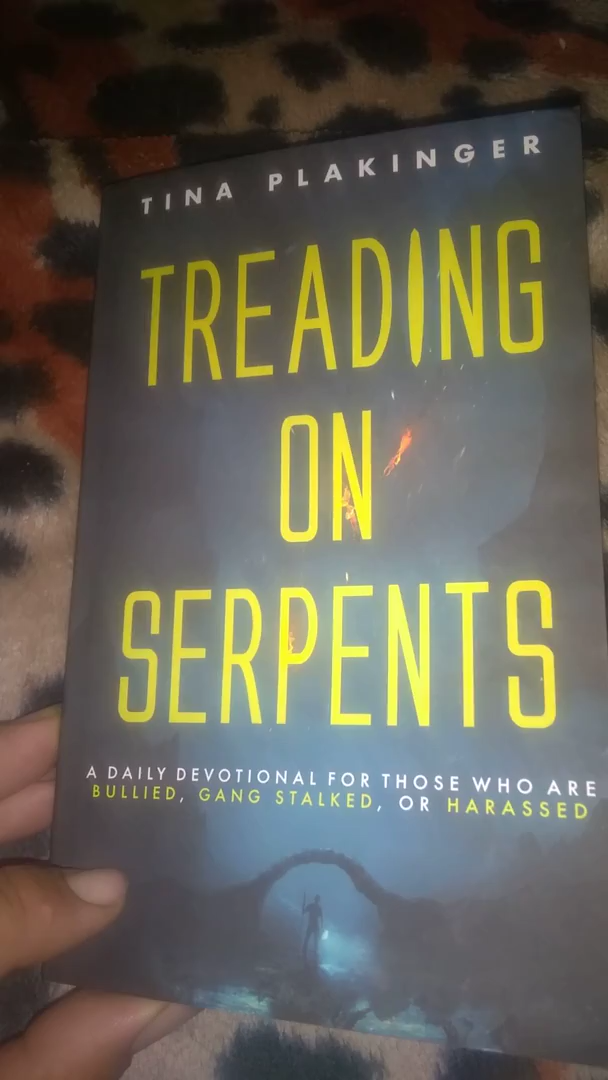 TINA PLAKINGER
TREADING
ON
SERPENTS
A DAILY DEVOTIONAL FOR THOSE WHO ARE
BULLIED, GANG STALKED, OR HARASSED